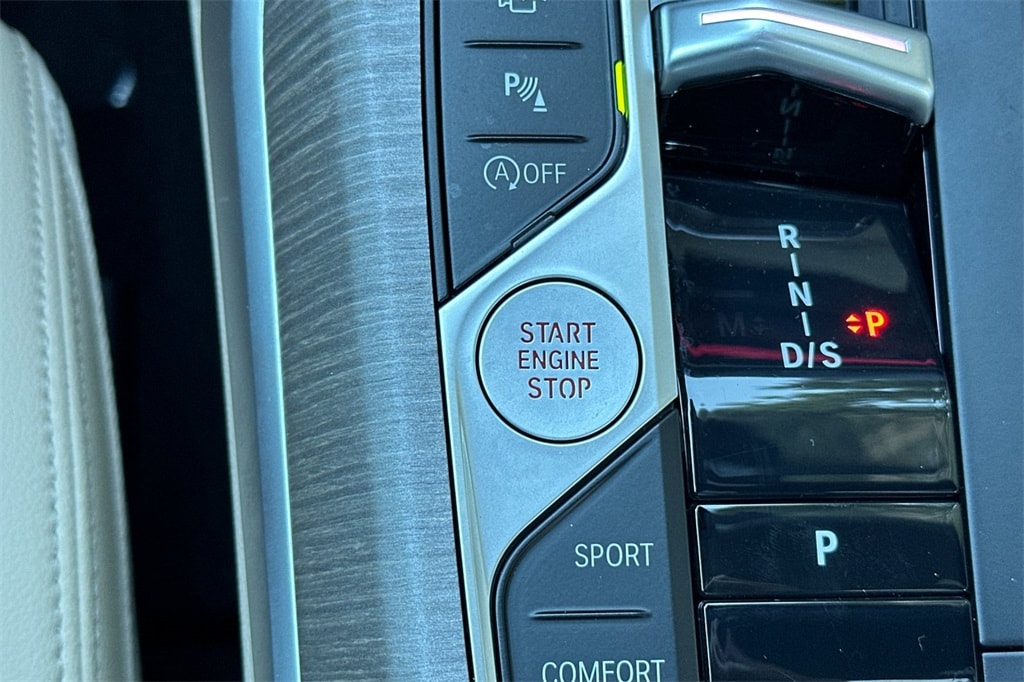 P
A OFF
START
ENGINE
STOP
R
N
D/S
P
P
SPORT
COMFORT